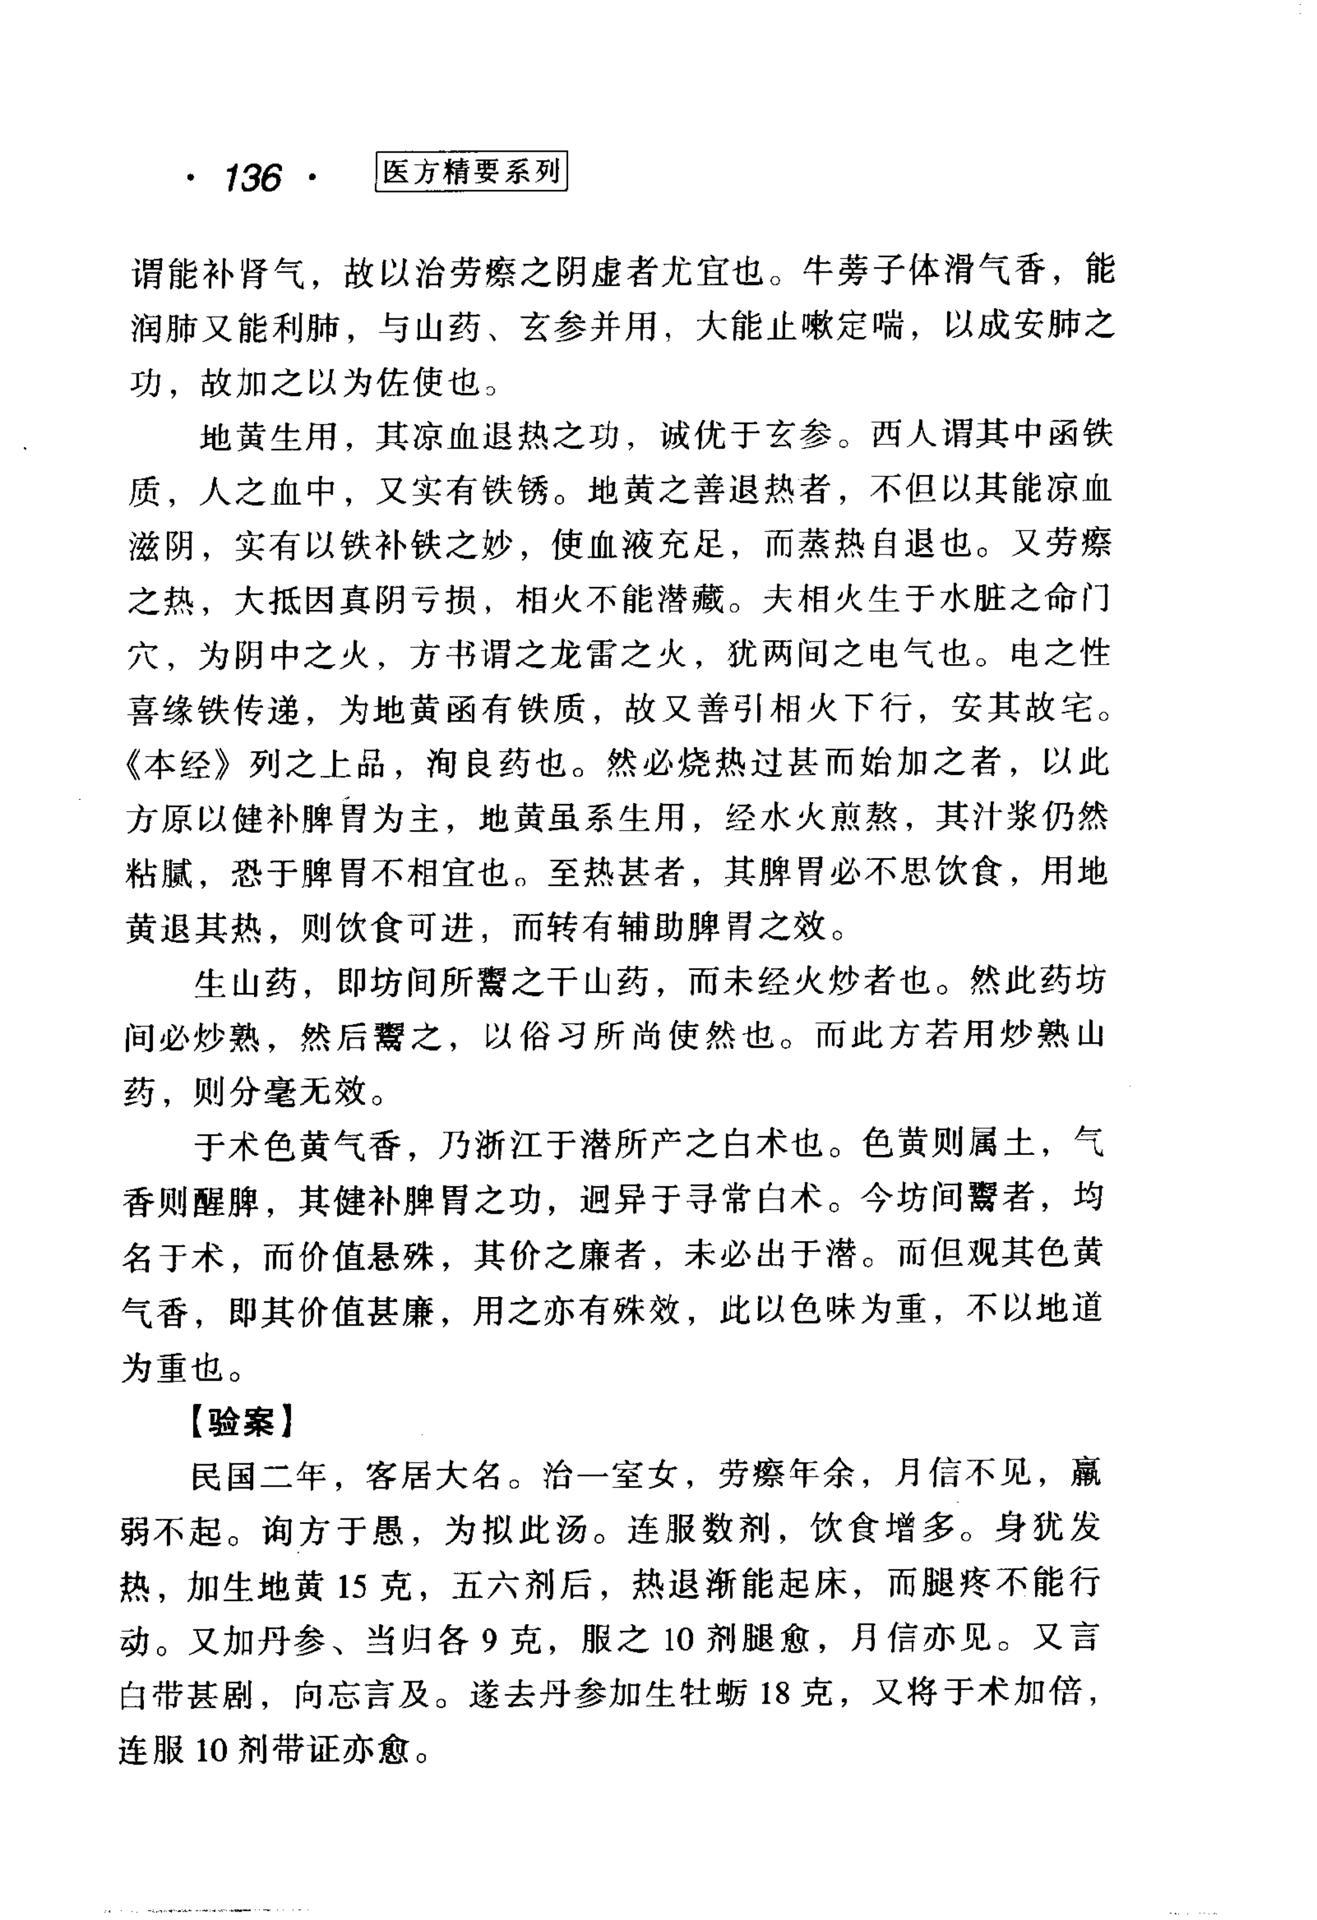 ·136· 医方精要系列
谓能补肾气，故以治劳瘵之阴虚者尤宜也。牛蒡子体滑气香，能
润肺又能利肺，与山药、玄参并用，大能止嗽定喘，以成安肺之
功，故加之以为佐使也。
地黄生用，其凉血退热之功，诚优于玄参。西人谓其中函铁
质，人之血中，又实有铁锈。地黄之善退热者，不但以其能凉血
滋阴，实有以铁补铁之妙，使血液充足，而蒸热自退也。又劳瘵
之热，大抵因真阴亏损，相火不能潜藏。夫相火生于水脏之命门
穴，为阴中之火，方书谓之龙雷之火，犹两间之电气也。电之性
喜缘铁传递，为地黄函有铁质，故又善引相火下行，安其故宅。
《本经》列之上品，洵良药也。然必烧热过甚而始加之者，以此
方原以健补脾胃为主，地黄虽系生用，经水火煎熬，其汁浆仍然
粘腻，恐于脾胃不相宜也。至热甚者，其脾胃必不思饮食，用地
黄退其热，则饮食可进，而转有辅助脾胃之效。
生山药，即坊间所鬻之干山药，而未经火炒者也。然此药坊
间必炒熟，然后鬻之，以俗习所尚使然也。而此方若用炒熟山
药，则分毫无效。
于术色黄气香，乃浙江于潜所产之白术也。色黄则属土，气
香则醒脾，其健补脾胃之功，迥异于寻常白术。今坊间鬻者，均
名于术，而价值悬殊，其价之廉者，未必出于潜。而但观其色黄
气香，即其价值甚廉，用之亦有殊效，此以色味为重，不以地道
为重也。
【验案】
民国二年，客居大名。治一室女，劳瘵年余，月信不见，羸
弱不起。询方于愚，为拟此汤。连服数剂，饮食增多。身犹发
热，加生地黄 15 克，五六剂后，热退渐能起床，而腿疼不能行
动。又加丹参、当归各 9 克，服之 10 剂腿愈，月信亦见。又言
白带甚剧，向忘言及。遂去丹参加生牡蛎 18 克，又将于术加倍，
连服 10 剂带证亦愈。